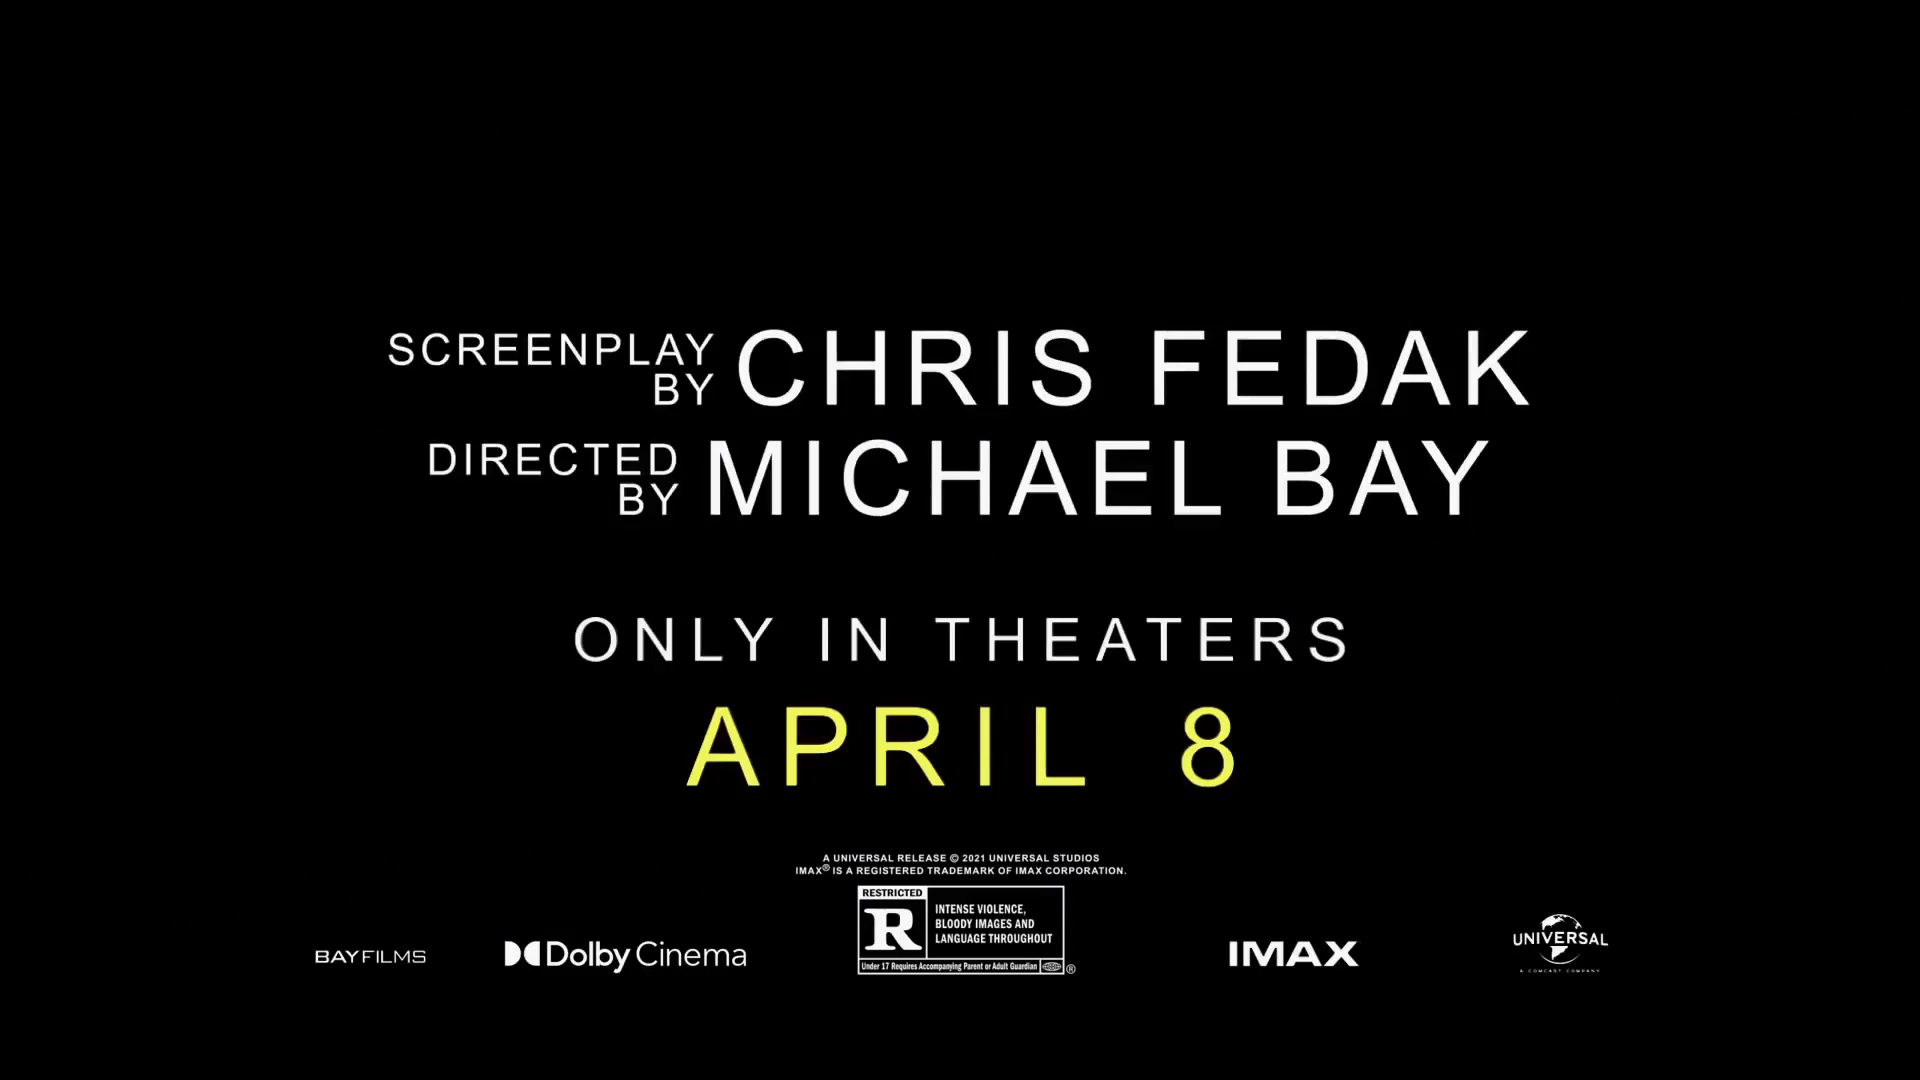 SCREENPLAY BY CHRIS FEDAK
DIRECTED BY MICHAEL BAY
ONLY IN THEATERS
APRIL 8
A UNIVERSAL RELEASE © 2021 UNIVERSAL STUDIOS
IMAX® IS A REGISTERED TRADEMARK OF IMAX CORPORATION.
RESTRICTED
R
INTENSE VIOLENCE,
BLOODY IMAGES AND
LANGUAGE THROUGHOUT
Under 17 Requires Accompanying Parent or Adult Guardian ®
BAYFILMS
Dolby Cinema
IMAX
UNIVERSAL
A COMCAST COMPANY